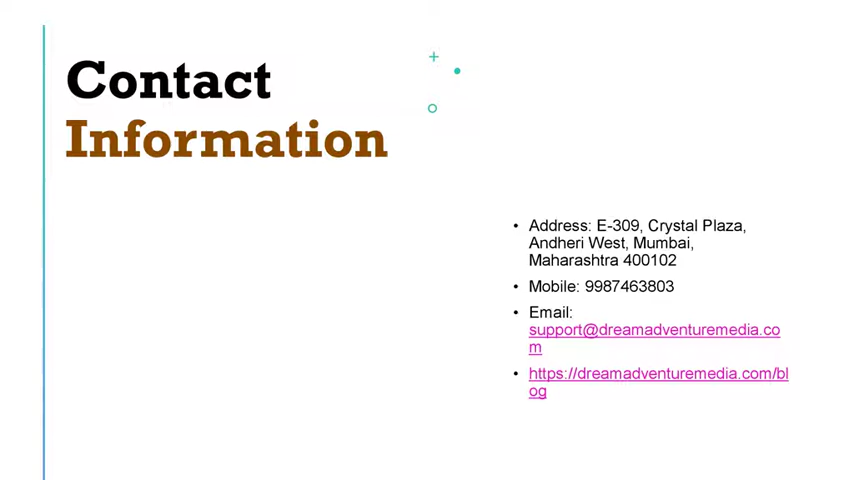 Contact
Information
• Address: E-309, Crystal Plaza,
Andheri West, Mumbai,
Maharashtra 400102
• Mobile: 9987463803
• Email:
support@dreamadventuremedia.co
m
• https://dreamadventuremedia.com/bl
og